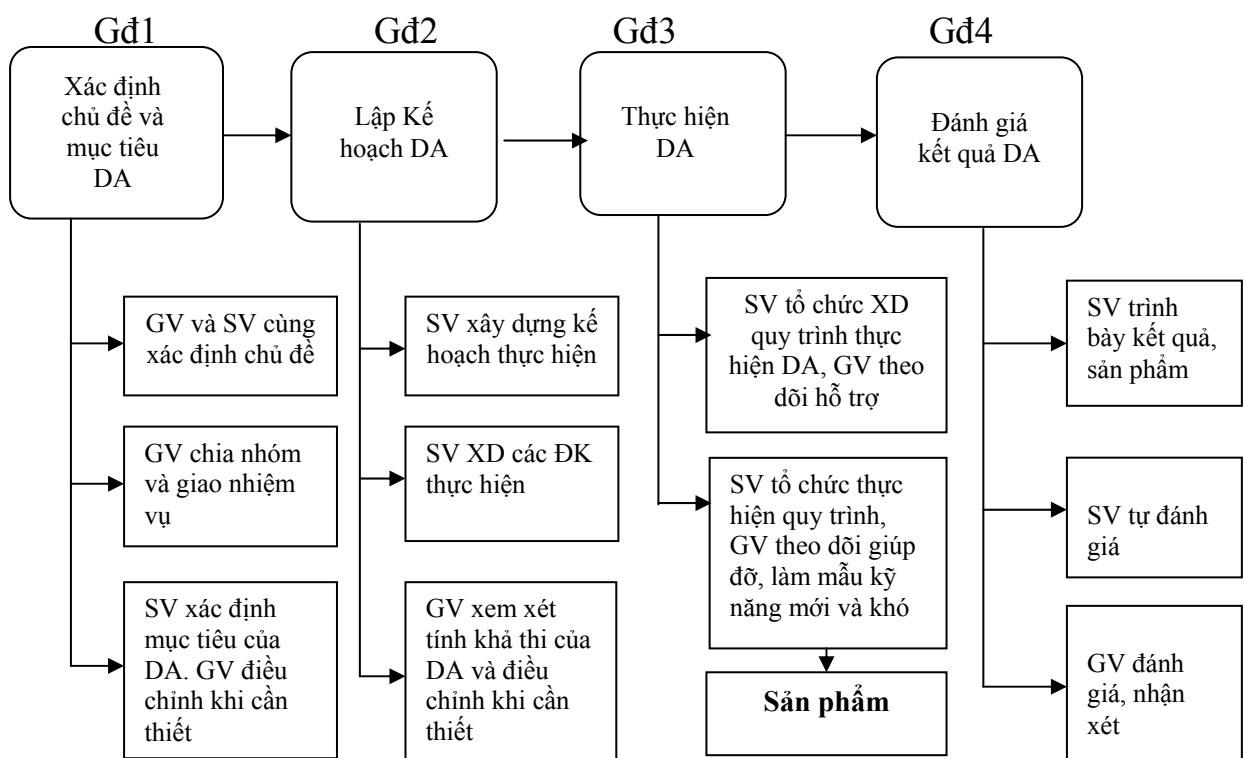 Gđ1
Gđ2
Gđ3
Gđ4
Xác định
chủ đề và
mục tiêu
DA
Lập Kế
hoạch DA
Thực hiện
DA
Đánh giá
kết quả DA
GV và SV cùng
xác định chủ đề
GV chia nhóm
và giao nhiệm
vụ
SV xác định
mục tiêu của
DA. GV điều
chỉnh khi cần
thiết
SV xây dựng kế
hoạch thực hiện
SV XD các ĐK
thực hiện
GV xem xét
tính khả thi của
DA và điều
chỉnh khi cần
thiết
SV tổ chức XD
quy trình thực
hiện DA, GV theo
dõi hỗ trợ
SV tổ chức thực
hiện quy trình,
GV theo dõi giúp
đỡ, làm mẫu kỹ
năng mới và khó
Sản phẩm
SV trình
bày kết quả,
sản phẩm
SV tự đánh
giá
GV đánh
giá, nhận
xét